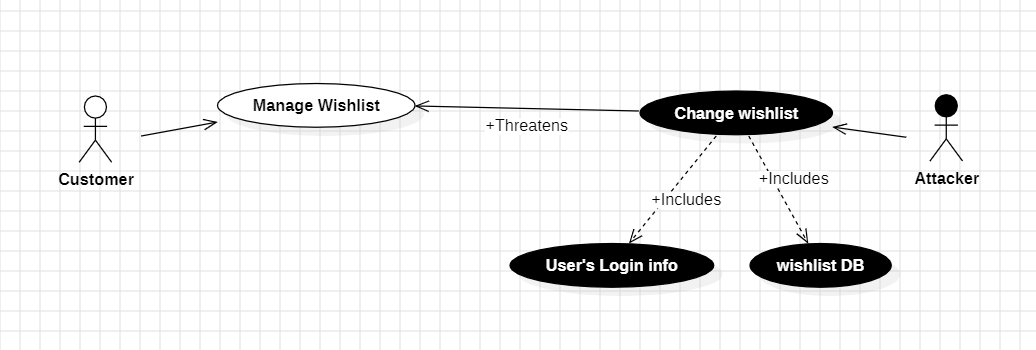 Manage Wishlist
Change wishlist
+Threatens
Customer
Attacker
+Includes
+Includes
User's Login info
wishlist DB